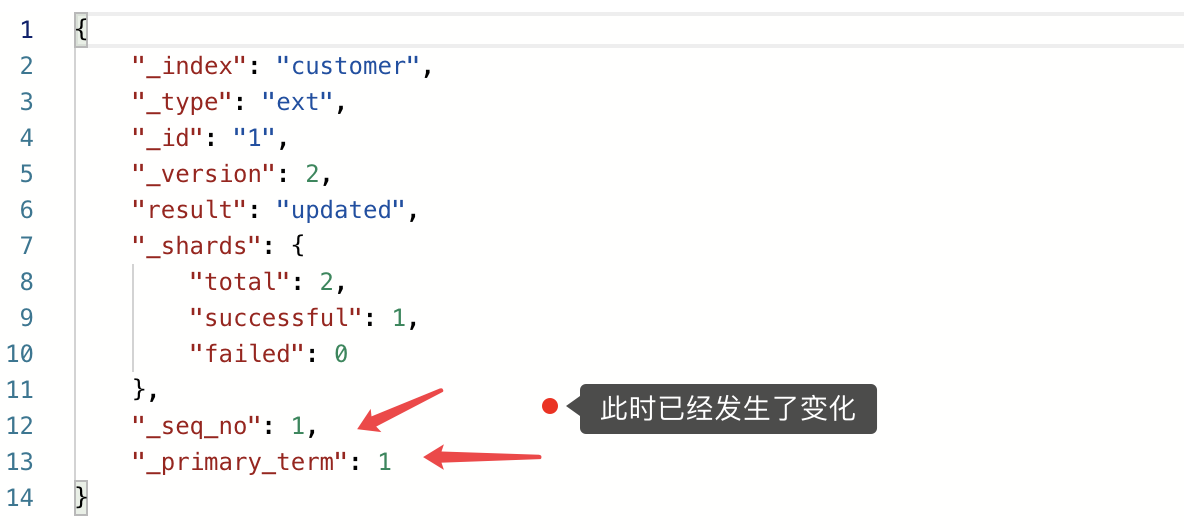 1 {
2 "_index": "customer",
3 "_type": "ext",
4 "_id": "1",
5 "_version": 2,
6 "result": "updated",
7 "_shards": {
8 "total": 2,
9 "successful": 1,
10 "failed": 0
11 },
此时已经发生了变化
12 "_seq_no": 1,
13 "_primary_term": 1
14 }